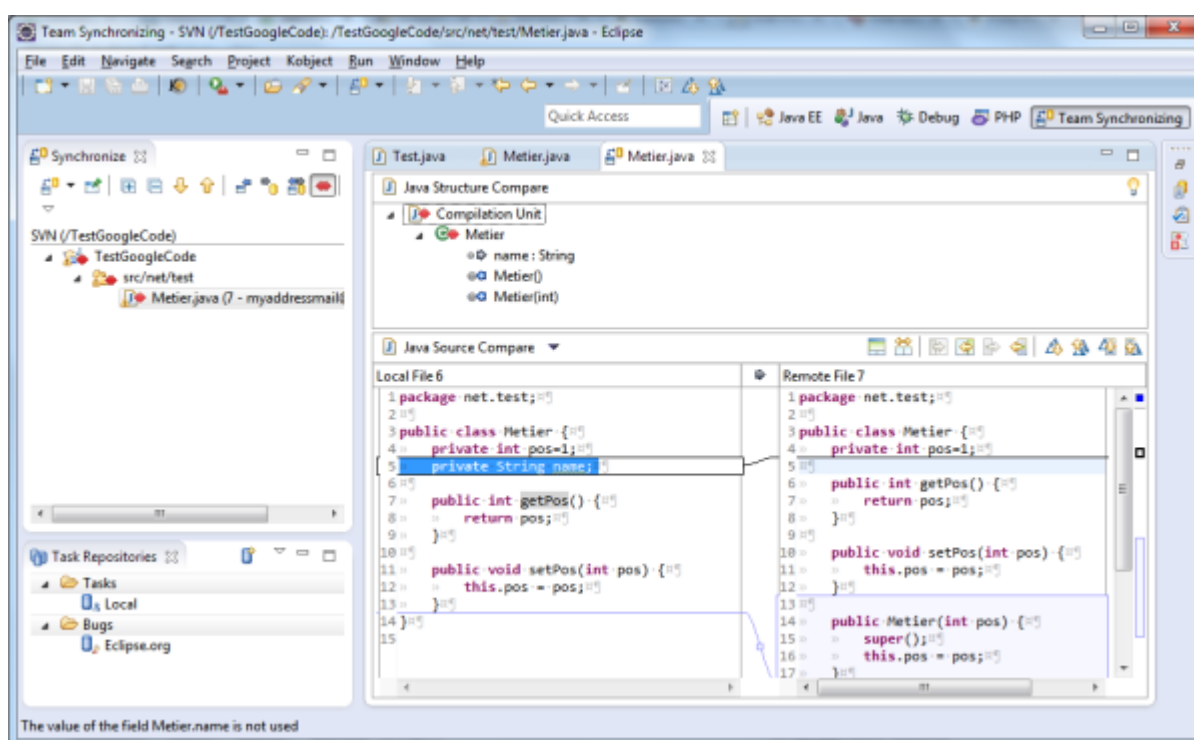 Team Synchronizing - SVN (/TestGoogleCode): /TestGoogleCode/src/net/test/Metier.java - Eclipse
File Edit Navigate Search Project Kobject Run Window Help
Quick Access
Java EE Java Debug PHP Team Synchronizing
Synchronize
SVN (/TestGoogleCode)
TestGoogleCode
src/net/test
Metier.java (7 - myaddressmail
Task Repositories
Tasks
Local
Bugs
Eclipse.org
Test.java Metier.java Metier.java
Java Structure Compare
Compilation Unit
Metier
name : String
Metier()
Metier(int)
Java Source Compare
Local File 6
1 package net.test;
2
3 public class Metier {
4 private int pos=1;
5 private String name;
6
7 public int getPos() {
8 return pos;
9 }
10
11 public void setPos(int pos) {
12 this.pos = pos;
13 }
14 }
15
Remote File 7
1 package net.test;
2
3 public class Metier {
4 private int pos=1;
5
6 public int getPos() {
7 return pos;
8 }
9
10 public void setPos(int pos) {
11 this.pos = pos;
12 }
13
14 public Metier(int pos) {
15 super();
16 this.pos = pos;
17 }
The value of the field Metier.name is not used